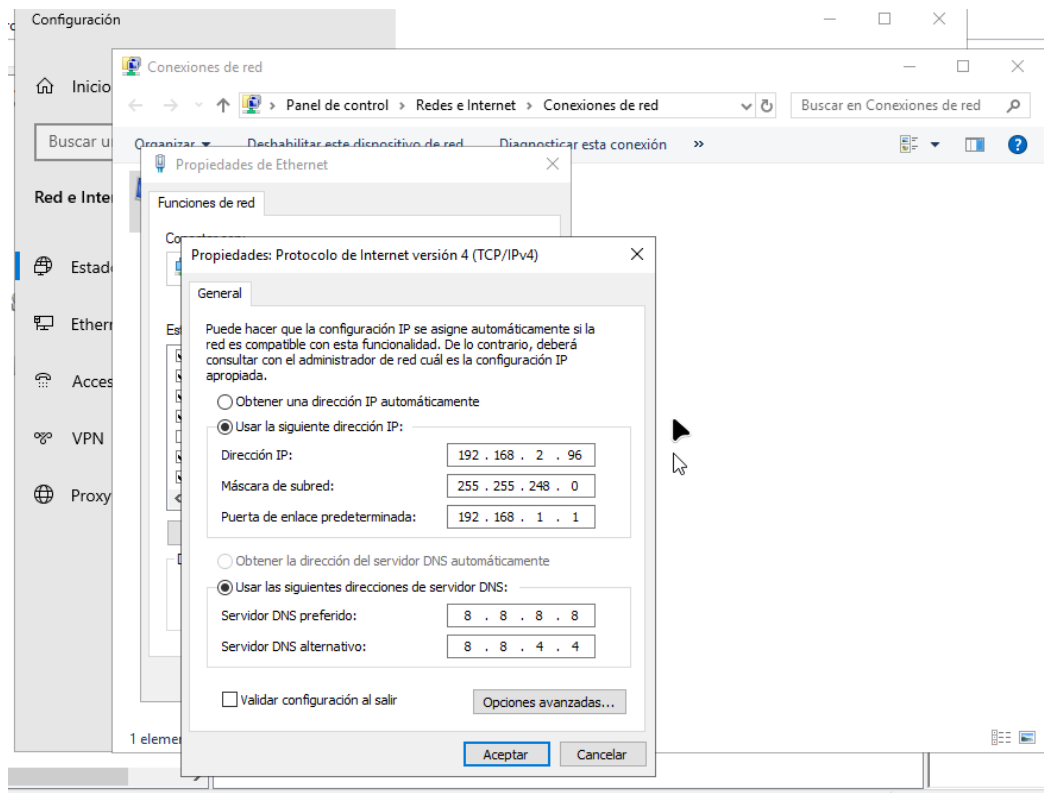 Configuración
Inicio
Buscar u
Red e Inte
Estad
Ethern
Acces
VPN
Proxy
Conexiones de red
Panel de control > Redes e Internet > Conexiones de red
Buscar en Conexiones de red
Organizar
Deshabilitar este dispositivo de red
Diagnosticar esta conexión
»
Propiedades de Ethernet
Funciones de red
Conectar con:
Es
Propiedades: Protocolo de Internet versión 4 (TCP/IPv4)
General
Puede hacer que la configuración IP se asigne automáticamente si la
red es compatible con esta funcionalidad. De lo contrario, deberá
consultar con el administrador de red cuál es la configuración IP
apropiada.
Obtener una dirección IP automáticamente
Usar la siguiente dirección IP:
Dirección IP: 192 . 168 . 2 . 96
Máscara de subred: 255 . 255 . 248 . 0
Puerta de enlace predeterminada: 192 . 168 . 1 . 1
Obtener la dirección del servidor DNS automáticamente
Usar las siguientes direcciones de servidor DNS:
Servidor DNS preferido: 8 . 8 . 8 . 8
Servidor DNS alternativo: 8 . 8 . 4 . 4
Validar configuración al salir
Opciones avanzadas...
Aceptar
Cancelar
1 eleme